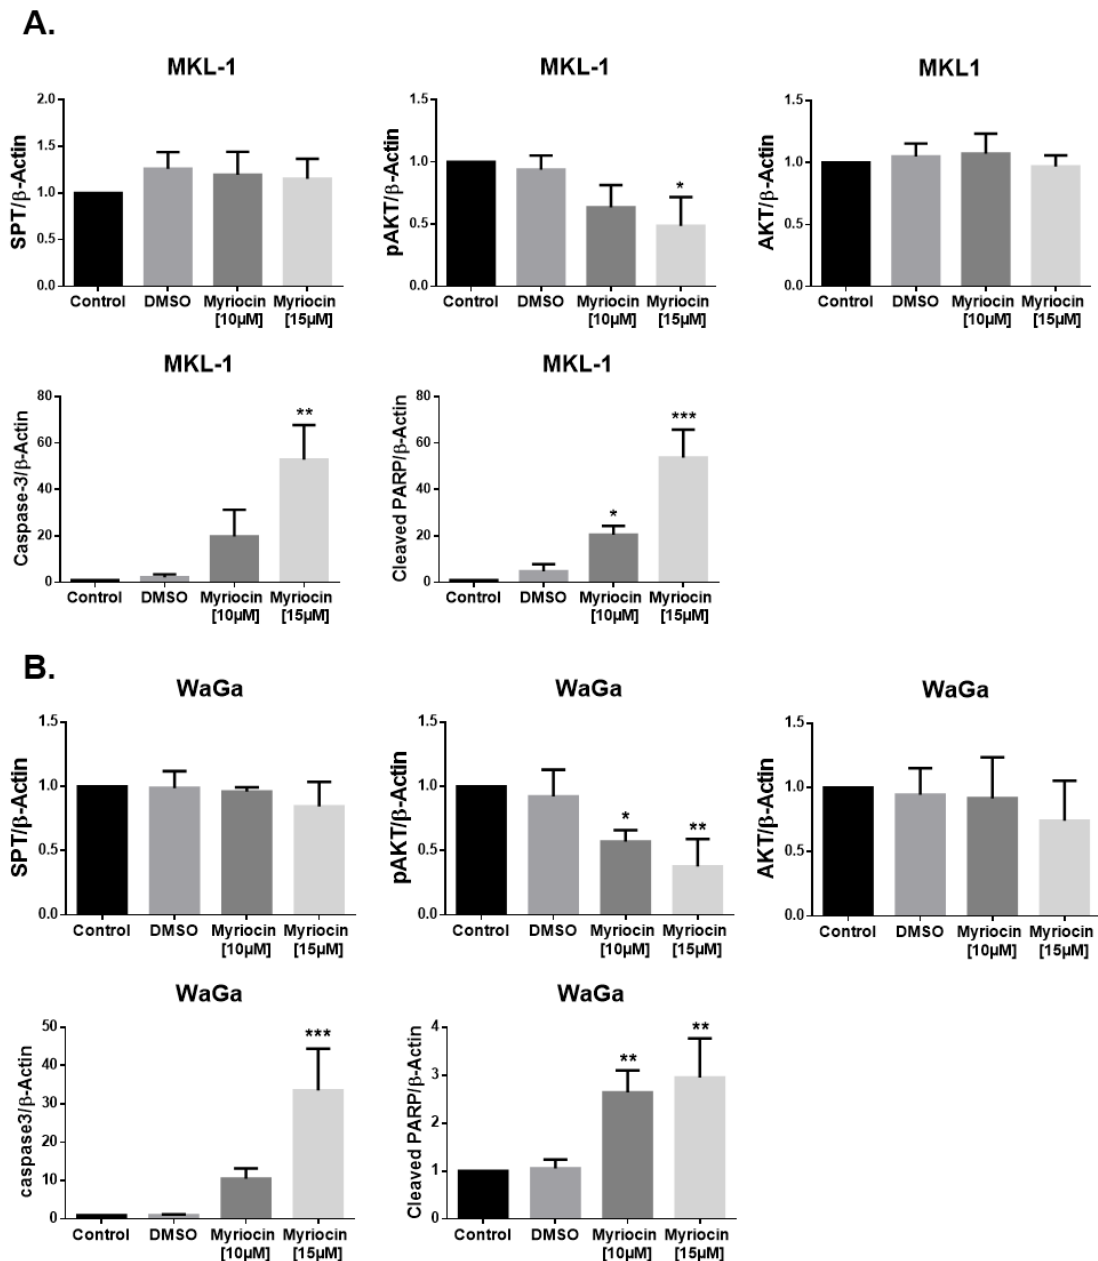 A.
MKL-1
SPT/β-Actin
2.0
1.5
1.0
0.5
0.0
Control
DMSO
Myriocin
[10µM]
Myriocin
[15µM]
MKL-1
pAKT/β-Actin
1.5
1.0
0.5
0.0
*
Control
DMSO
Myriocin
[10µM]
Myriocin
[15µM]
MKL1
AKT/β-Actin
1.5
1.0
0.5
0.0
Control
DMSO
Myriocin
[10µM]
Myriocin
[15µM]
MKL-1
Caspase-3/β-Actin
80
60
40
20
0
**
Control
DMSO
Myriocin
[10µM]
Myriocin
[15µM]
MKL-1
Cleaved PARP/β-Actin
80
60
40
20
0
*
***
Control
DMSO
Myriocin
[10µM]
Myriocin
[15µM]
B.
WaGa
SPT/β-Actin
1.5
1.0
0.5
0.0
Control
DMSO
Myriocin
[10µM]
Myriocin
[15µM]
WaGa
pAKT/β-Actin
1.5
1.0
0.5
0.0
*
**
Control
DMSO
Myriocin
[10µM]
Myriocin
[15µM]
WaGa
AKT/β-Actin
1.5
1.0
0.5
0.0
Control
DMSO
Myriocin
[10µM]
Myriocin
[15µM]
WaGa
caspase3/β-Actin
50
40
30
20
10
0
***
Control
DMSO
Myriocin
[10µM]
Myriocin
[15µM]
WaGa
Cleaved PARP/β-Actin
4
3
2
1
0
**
**
Control
DMSO
Myriocin
[10µM]
Myriocin
[15µM]